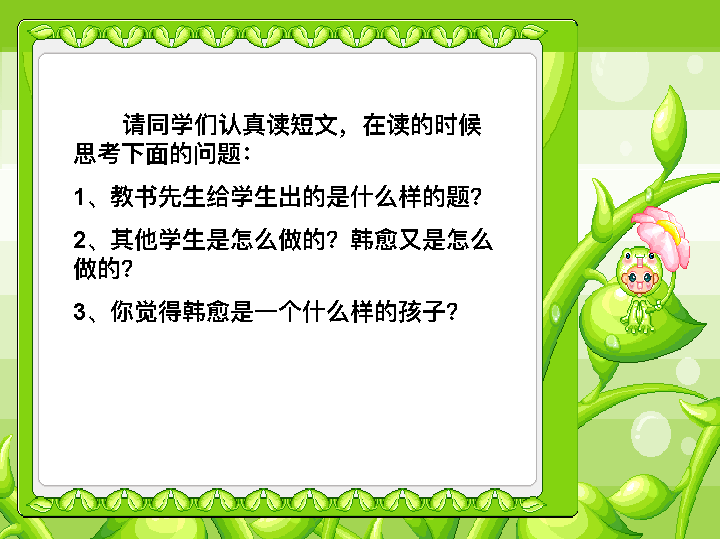 请同学们认真读短文，在读的时候
思考下面的问题：
1、教书先生给学生出的是什么样的题？
2、其他学生是怎么做的？韩愈又是怎么
做的？
3、你觉得韩愈是一个什么样的孩子？